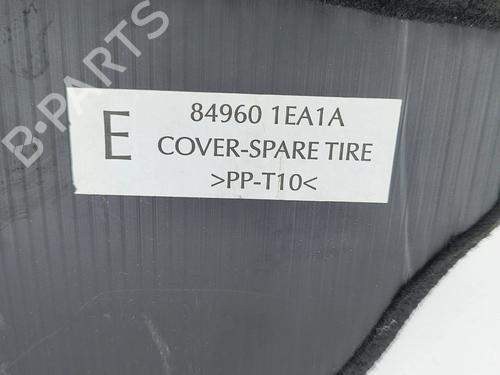 B-PARTS
E
84960 1EA1A
COVER-SPARE TIRE
>PP-T10<